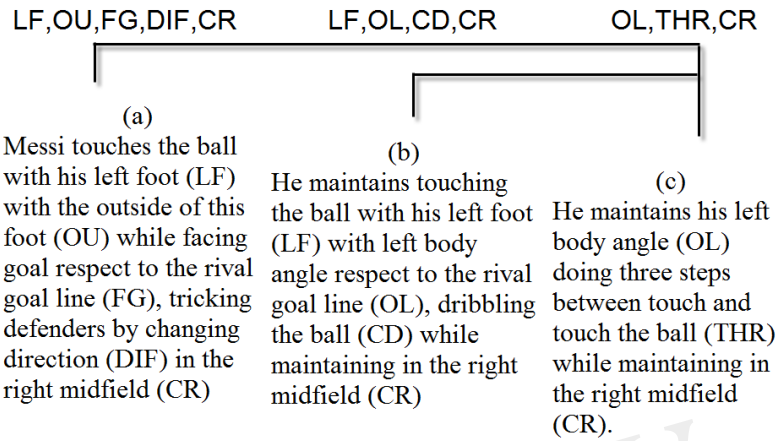 LF,OU,FG,DIF,CR LF,OL,CD,CR OL,THR,CR
(a)
Messi touches the ball
with his left foot (LF)
with the outside of this
foot (OU) while facing
goal respect to the rival
goal line (FG), tricking
defenders by changing
direction (DIF) in the
right midfield (CR)
(b)
He maintains touching
the ball with his left foot
(LF) with left body
angle respect to the rival
goal line (OL), dribbling
the ball (CD) while
maintaining in the right
midfield (CR)
(c)
He maintains his left
body angle (OL)
doing three steps
between touch and
touch the ball (THR)
while maintaining in
the right midfield
(CR).